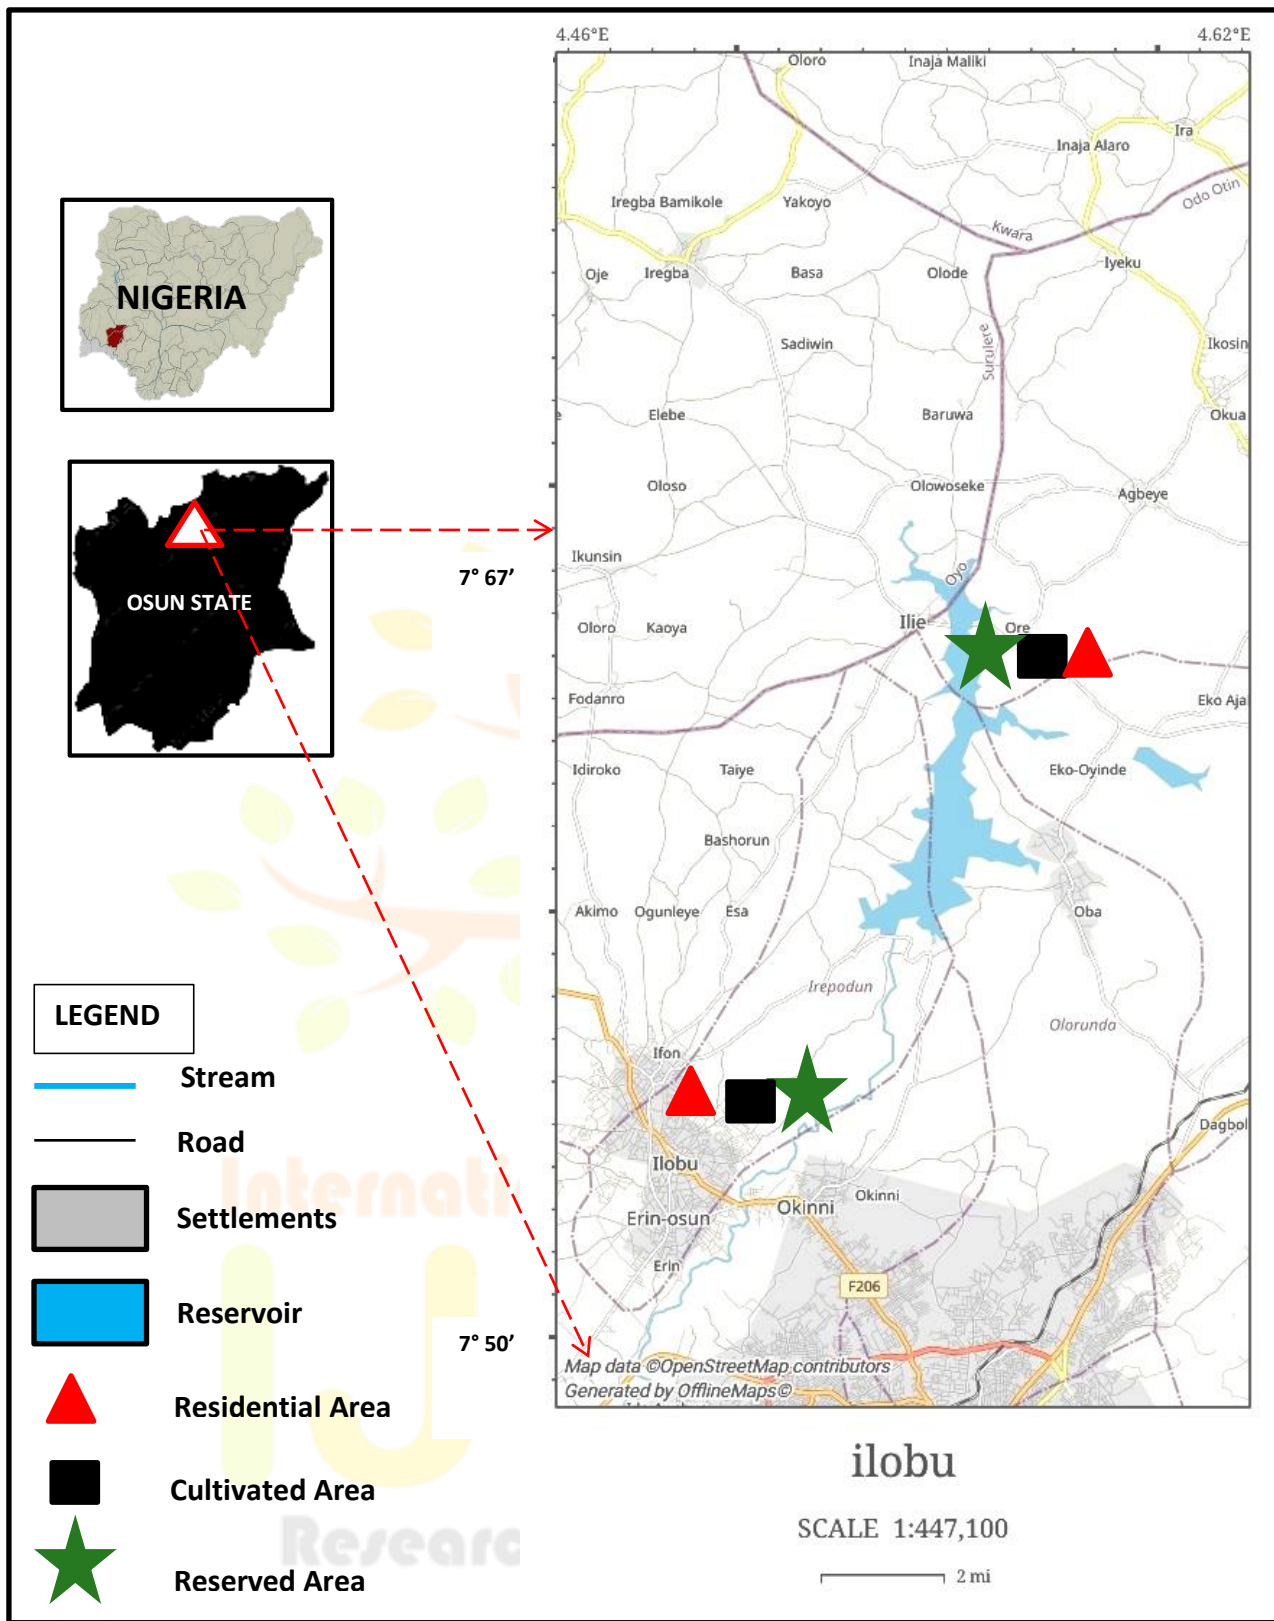 4.46°E
4.62°E
Oloro
Inaja Maliki
Ira
Inaja Alaro
Odo Otin
Iregba Bamikole
Yakoyo
Kwara
Iyeku
Oje
Iregba
Basa
Olode
NIGERIA
Surulere
Sadiwin
Ikosin
e
Elebe
Baruwa
Okua
Oloso
Olowoseke
Agbeye
Ikunsin
7° 67’
Oyo
OSUN STATE
Oloro
Kaoya
Ilie
Ore
Fodanro
Eko Ajal
Idiroko
Taiye
Eko-Oyinde
Bashorun
Akimo
Ogunleye
Esa
Oba
Irepodun
Olorunda
LEGEND
Ifon
Stream
Road
Dagbol
Ilobu
Internati
Okinni
Okinni
Settlements
Erin-osun
Erin
F206
Reservoir
7° 50’
Map data ©OpenStreetMap contributors
Generated by OfflineMaps©
Residential Area
ilobu
Cultivated Area
SCALE 1:447,100
Researc
2 mi
Reserved Area